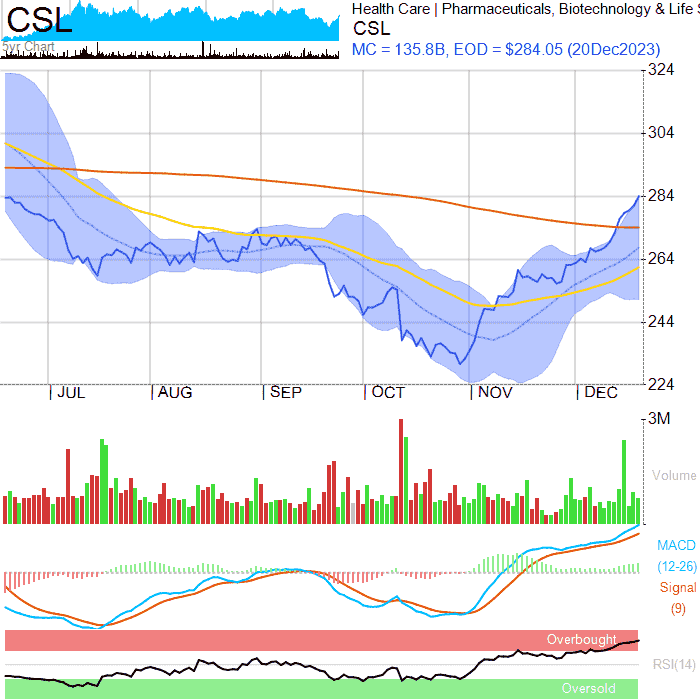 CSL
5yr Chart
Health Care | Pharmaceuticals, Biotechnology & Life
CSL
MC = 135.8B, EOD = $284.05 (20Dec2023)
324
304
284
264
244
224
JUL
AUG
SEP
OCT
NOV
DEC
3M
Volume
MACD
(12-26)
Signal
(9)
Overbought
RSI(14)
Oversold